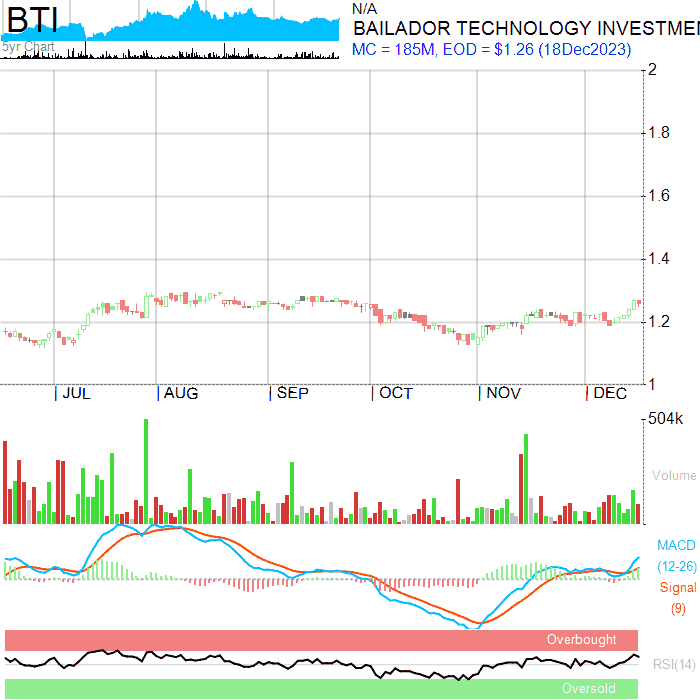 BTI
5yr Chart
N/A
BAILADOR TECHNOLOGY INVESTMEN
MC = 185M, EOD = $1.26 (18Dec2023)
2
1.8
1.6
1.4
1.2
1
JUL AUG SEP OCT NOV DEC
504k
Volume
MACD
(12-26)
Signal
(9)
Overbought
RSI(14)
Oversold